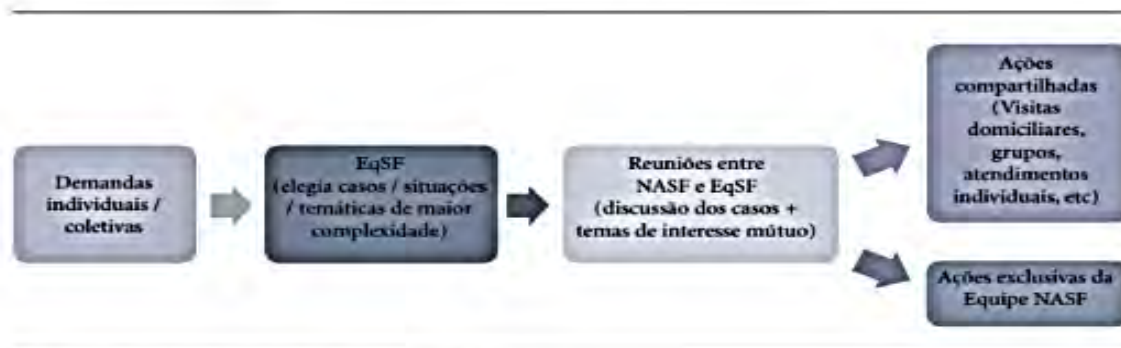 Demandas
individuais /
coletivas
EqSF
(elegia casos / situações
/ temáticas de maior
complexidade)
Reuniões entre
NASF e EqSF
(discussão dos casos +
temas de interesse mútuo)
Ações
compartilhadas
(Visitas
domiciliares,
grupos,
atendimentos
individuais, etc)
Ações exclusivas da
Equipe NASF